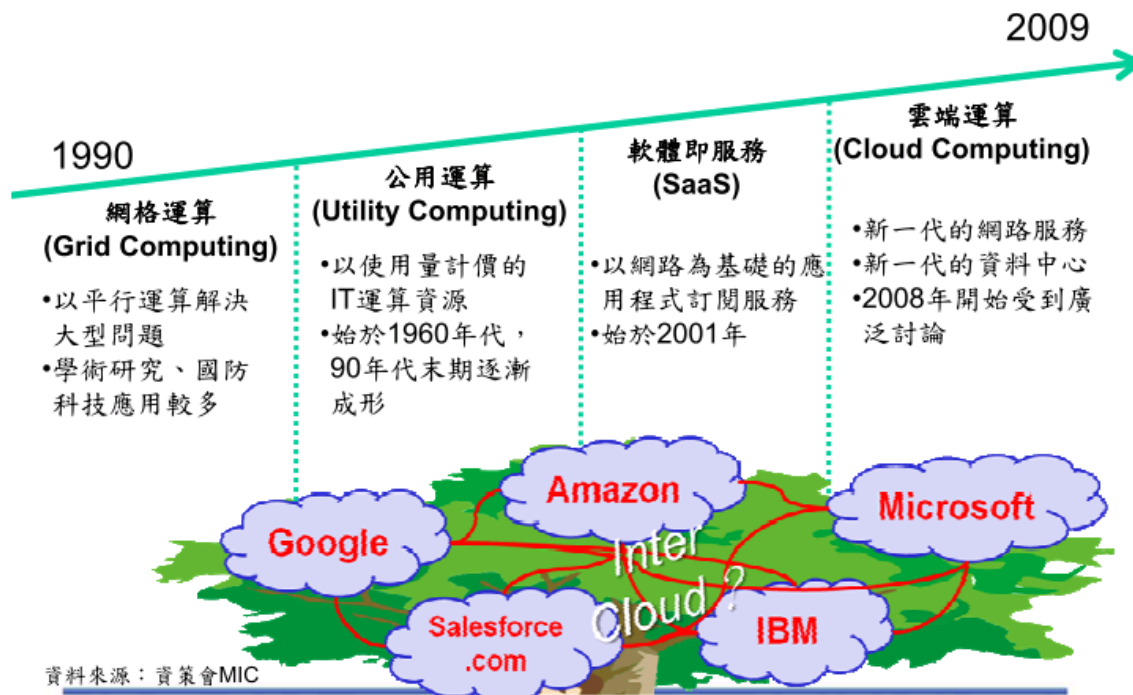 2009
1990
網格運算
(Grid Computing)
•以平行運算解決
大型問題
•學術研究、國防
科技應用較多
公用運算
(Utility Computing)
•以使用量計價的
IT運算資源
•始於1960年代，
90年代末期逐漸
成形
軟體即服務
(SaaS)
•以網路為基礎的應
用程式訂閱服務
•始於2001年
雲端運算
(Cloud Computing)
•新一代的網路服務
•新一代的資料中心
•2008年開始受到廣
泛討論
Google
Amazon
Microsoft
Salesforce
.com
IBM
Inter
Cloud ?
資料來源：資策會MIC